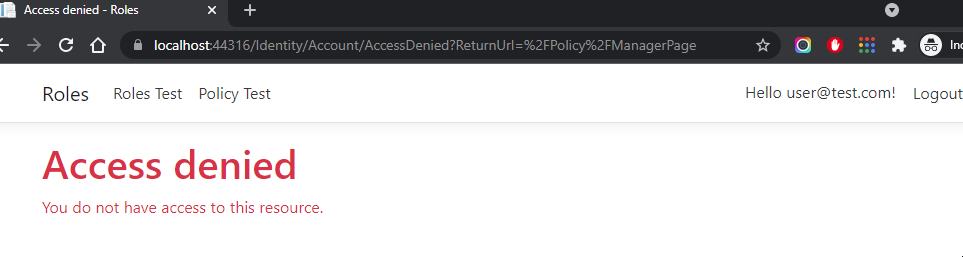 Access denied - Roles
localhost:44316/Identity/Account/AccessDenied?ReturnUrl=%2FPolicy%2FManagerPage
Roles Roles Test Policy Test Hello user@test.com! Logout
Access denied
You do not have access to this resource.